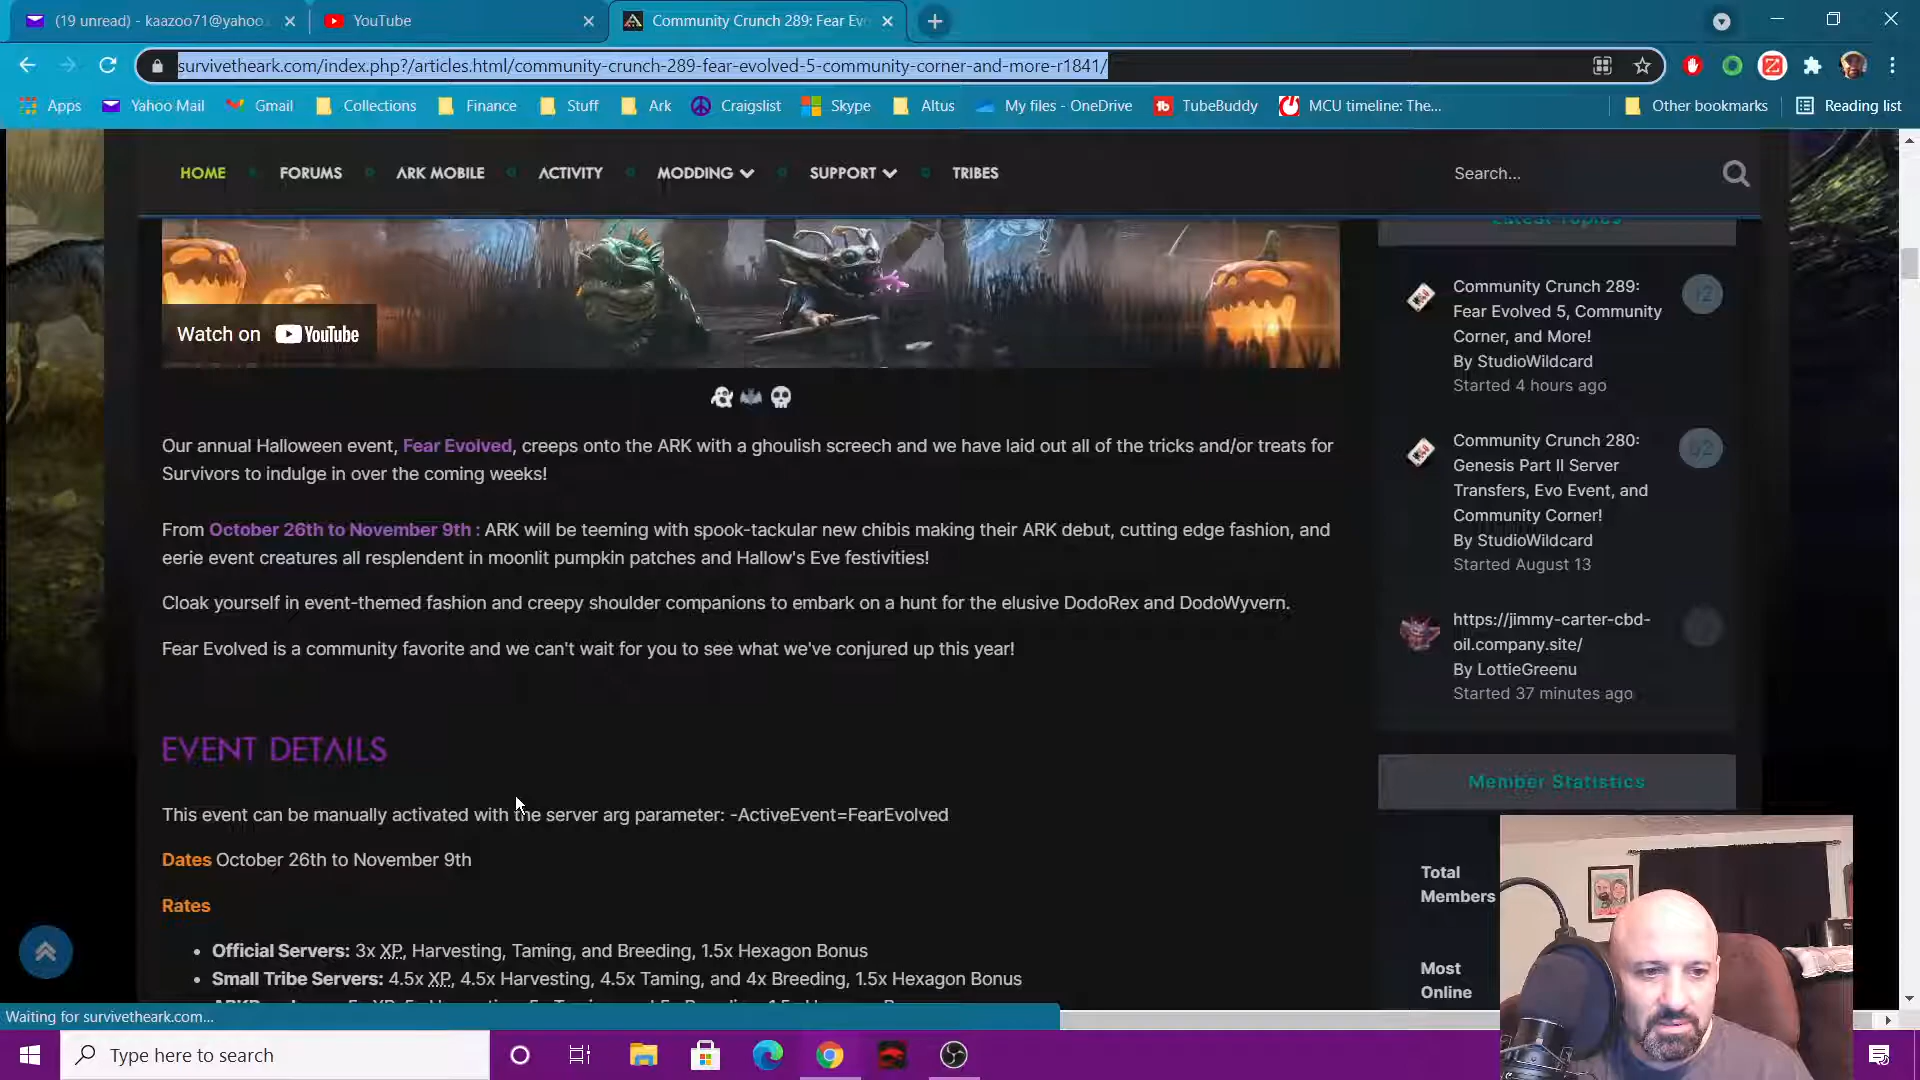 (19 unread) - kaazoo71@yahoo.
YouTube
Community Crunch 289: Fear Ev
survivetheark.com/index.php?/articles.html/community-crunch-289-fear-evolved-5-community-corner-and-more-r1841/
Apps Yahoo Mail Gmail Collections Finance Stuff Ark Craigslist Skype Altus My files - OneDrive TubeBuddy MCU timeline: The... Other bookmarks Reading list
HOME FORUMS ARK MOBILE ACTIVITY MODDING SUPPORT TRIBES Search...
Watch on YouTube
Our annual Halloween event, Fear Evolved, creeps onto the ARK with a ghoulish screech and we have laid out all of the tricks and/or treats for
Survivors to indulge in over the coming weeks!
From October 26th to November 9th : ARK will be teeming with spook-tackular new chibis making their ARK debut, cutting edge fashion, and
eerie event creatures all resplendent in moonlit pumpkin patches and Hallow's Eve festivities!
Cloak yourself in event-themed fashion and creepy shoulder companions to embark on a hunt for the elusive DodoRex and DodoWyvern.
Fear Evolved is a community favorite and we can't wait for you to see what we've conjured up this year!
EVENT DETAILS
This event can be manually activated with the server arg parameter: -ActiveEvent=FearEvolved
Dates October 26th to November 9th
Rates
• Official Servers: 3x XP, Harvesting, Taming, and Breeding, 1.5x Hexagon Bonus
• Small Tribe Servers: 4.5x XP, 4.5x Harvesting, 4.5x Taming, and 4x Breeding, 1.5x Hexagon Bonus
Latest Topics
Community Crunch 289:
Fear Evolved 5, Community
Corner, and More!
By StudioWildcard
Started 4 hours ago
12
Community Crunch 280:
Genesis Part II Server
Transfers, Evo Event, and
Community Corner!
By StudioWildcard
Started August 13
https://jimmy-carter-cbd-
oil.company.site/
By LottieGreenu
Started 37 minutes ago
Member Statistics
Total
Members
Most
Online
Waiting for survivetheark.com...
Type here to search